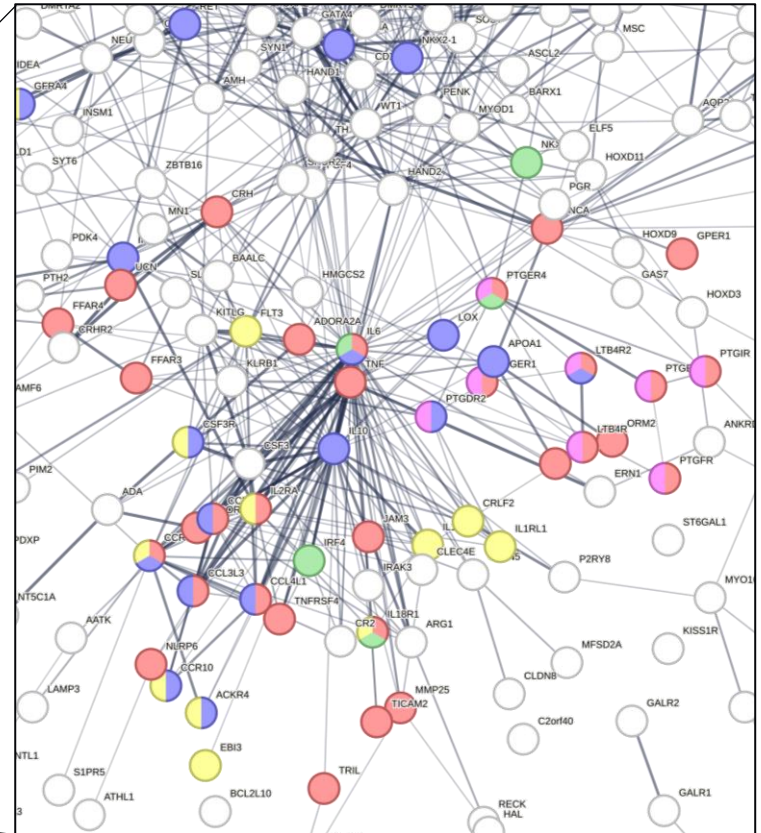 DMRTA2
GATA4
MSC
NEU
SYN1
NKX2-1
ASCL2
IDEA
HAND1
AMH
GFRA4
PENK
BARX1
WT1
MYOD1
AQP
INSM1
TH
ELF5
LD1
SYT6
ZBTB16
HOXD11
HAND2
PGR
CRH
MN1
NCA
PDK4
HOXD9
GPER1
UCN
BAALC
PTH2
SL
HMGCS2
PTGER4
GAS7
HOXD3
FFAR4
KITLG
FLT3
ADORA2A
LOX
CRHR2
IL6
APOA1
LTB4R2
FFAR3
KLRB1
TNF
GER1
PTGE
PTGIR
AMF6
PTGDR2
CSF3R
IL10
LTB4R
ORM2
ANKR
CSF3
PIM2
ERN1
PTGFR
ADA
IL2RA
CRLF2
ST6GAL1
PDXP
CCR
JAM3
IL1RL1
IRF4
CLEC4E
CCL3L3
CCL4L1
IRAK3
P2RY8
NT5C1A
TNFRSF4
MYO1
AATK
CR2
IL18R1
ARG1
KISS1R
NLRP6
MFSD2A
CCR10
LAMP3
ACKR4
MMP25
CLDN8
TICAM2
GALR2
C2orf40
EBI3
NTL1
S1PR5
TRIL
BCL2L10
ATHL1
RECK
GALR1
HAL
3